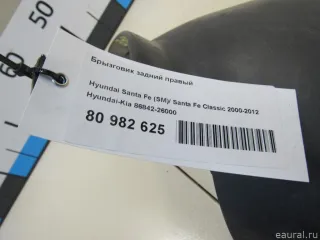 60
50
Брызговик задний правый
Hyundai Santa Fe (SM)/ Santa Fe Classic 2000-2012
Hyundai-Kia 86842-26000
80 982 625
eaural.ru